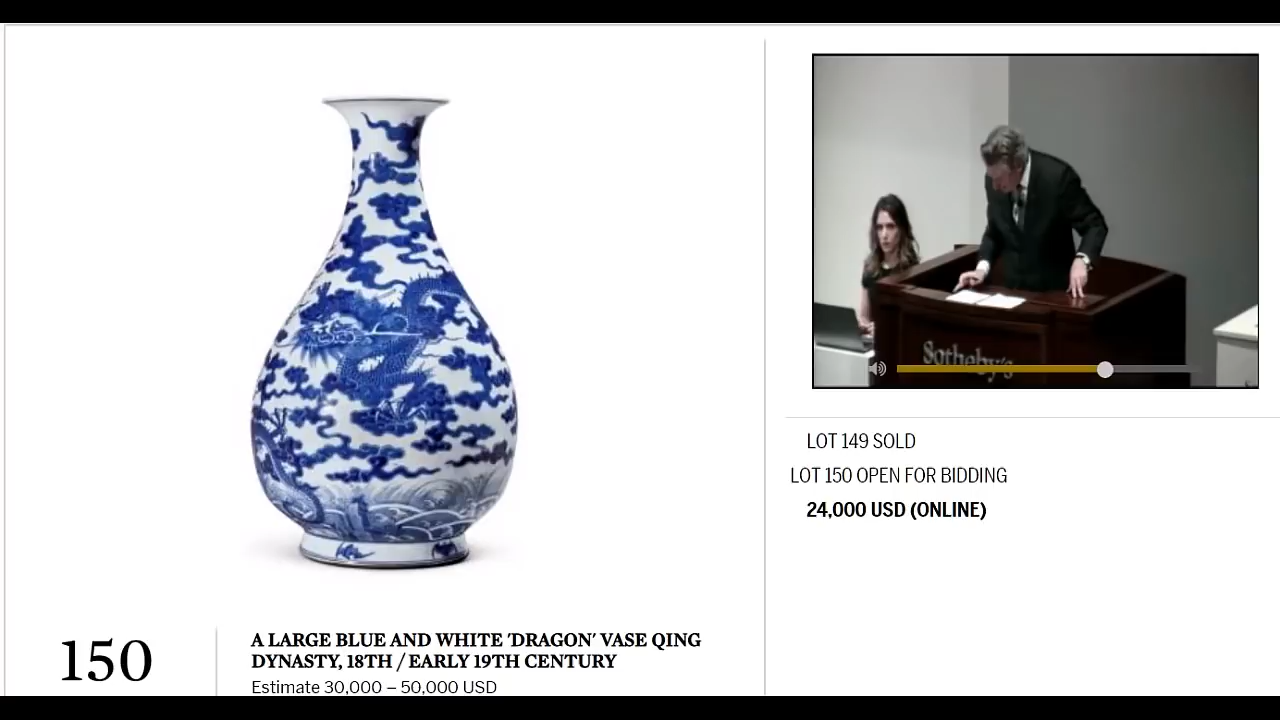 Sotheby's
LOT 149 SOLD
LOT 150 OPEN FOR BIDDING
24,000 USD (ONLINE)
150
A LARGE BLUE AND WHITE 'DRAGON' VASE QING
DYNASTY, 18TH / EARLY 19TH CENTURY
Estimate 30,000 – 50,000 USD